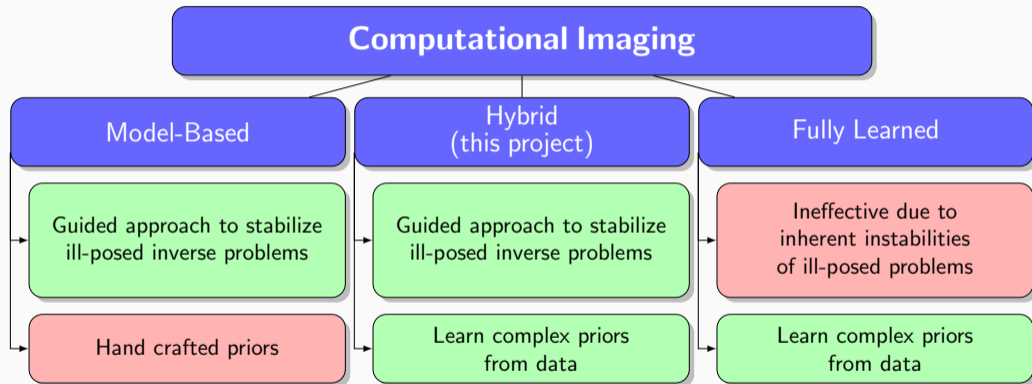 Computational Imaging
Model-Based
Hybrid
(this project)
Fully Learned
Guided approach to stabilize
ill-posed inverse problems
Guided approach to stabilize
ill-posed inverse problems
Ineffective due to
inherent instabilities
of ill-posed problems
Hand crafted priors
Learn complex priors
from data
Learn complex priors
from data